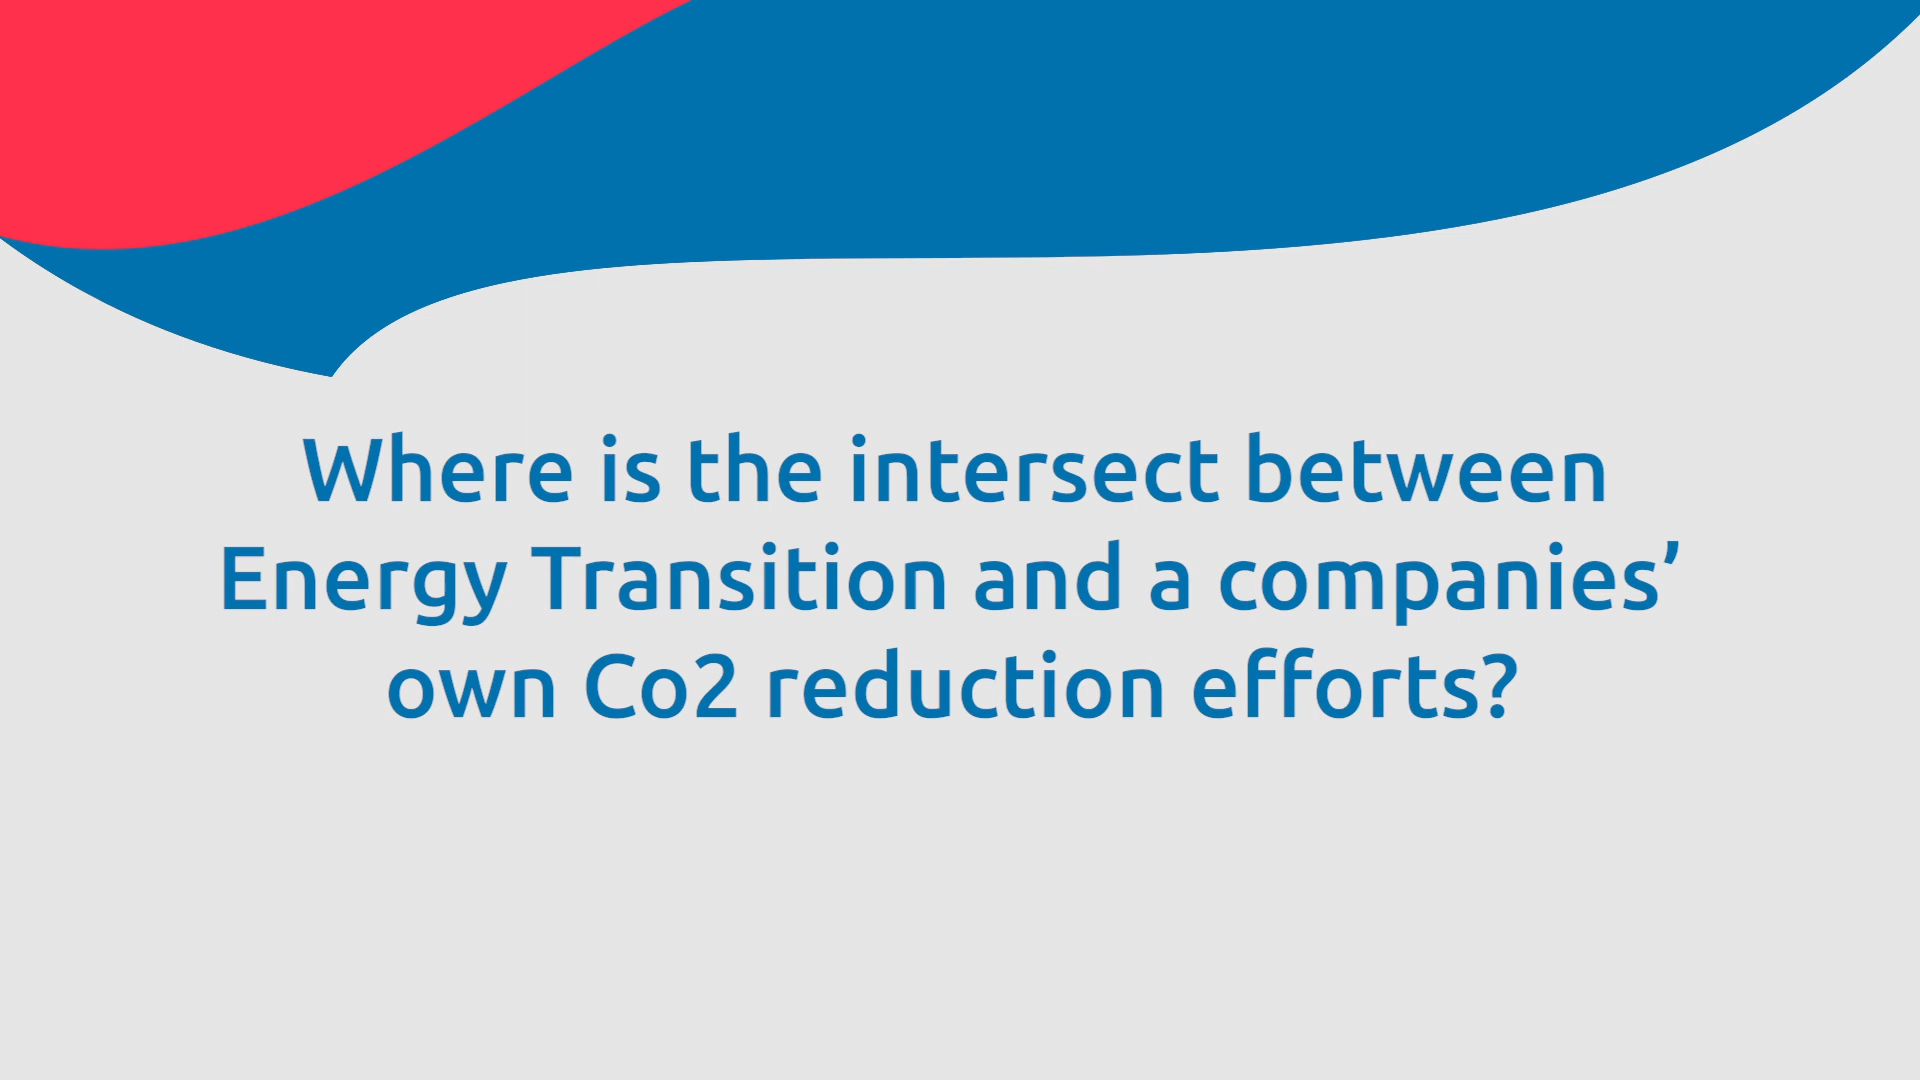 Where is the intersect between
Energy Transition and a companies’
own Co2 reduction efforts?